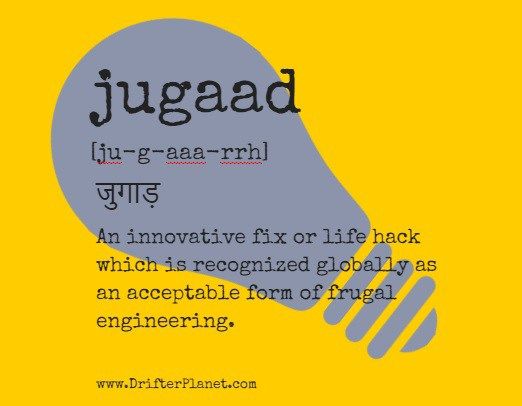 jugaad
[ju-g-aaa-rrh]
जुगाड़
An innovative fix or life hack
which is recognized globally as
an acceptable form of frugal
engineering.
www.DrifterPlanet.com